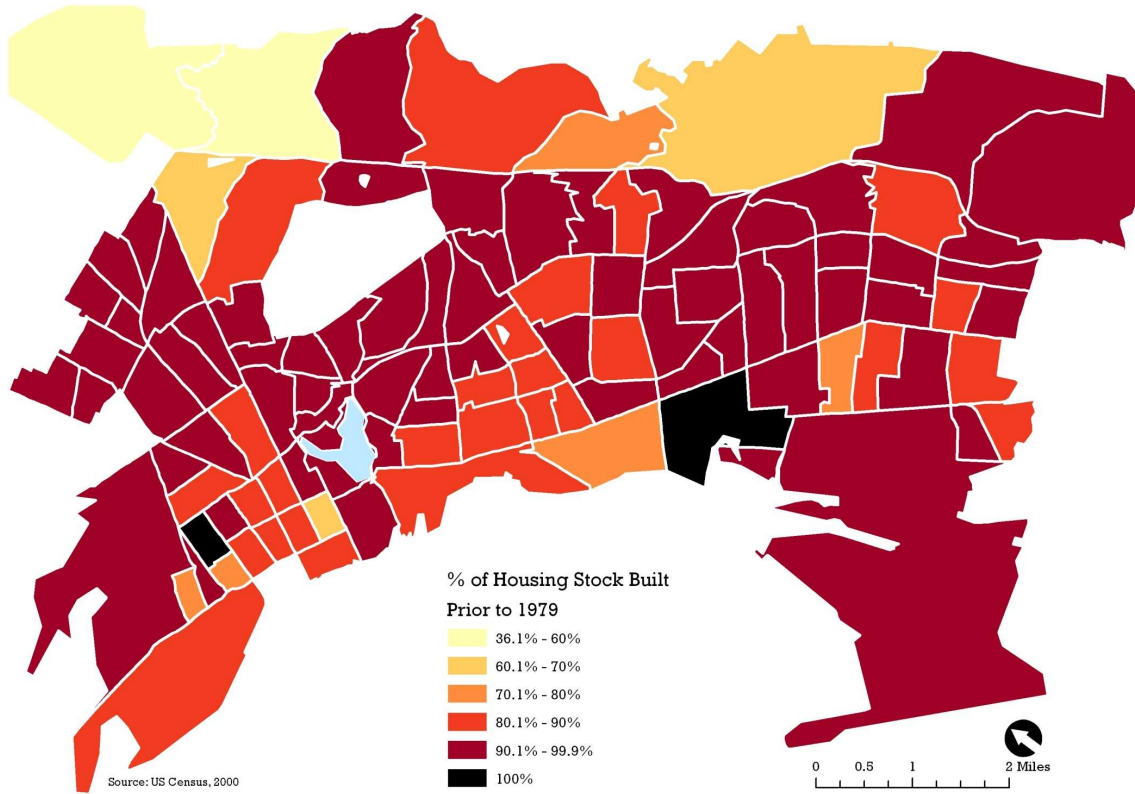 % of Housing Stock Built
Prior to 1979
36.1% - 60%
60.1% - 70%
70.1% - 80%
80.1% - 90%
90.1% - 99.9%
100%
Source: US Census, 2000
0 0.5 1 2 Miles